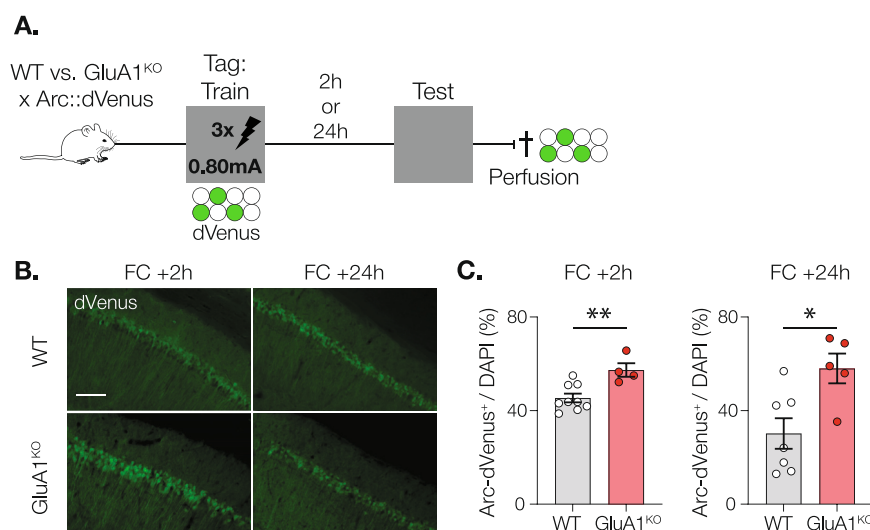 A.
WT vs. GluA1KO
x Arc::dVenus
Tag:
Train
3x
0.80mA
dVenus
2h
or
24h
Test
Perfusion
B.
FC +2h
FC +24h
dVenus
WT
GluA1KO
C.
FC +2h
**
Arc-dVenus+ / DAPI (%)
80
40
0
WT
GluA1KO
FC +24h
*
Arc-dVenus+ / DAPI (%)
80
40
0
WT
GluA1KO